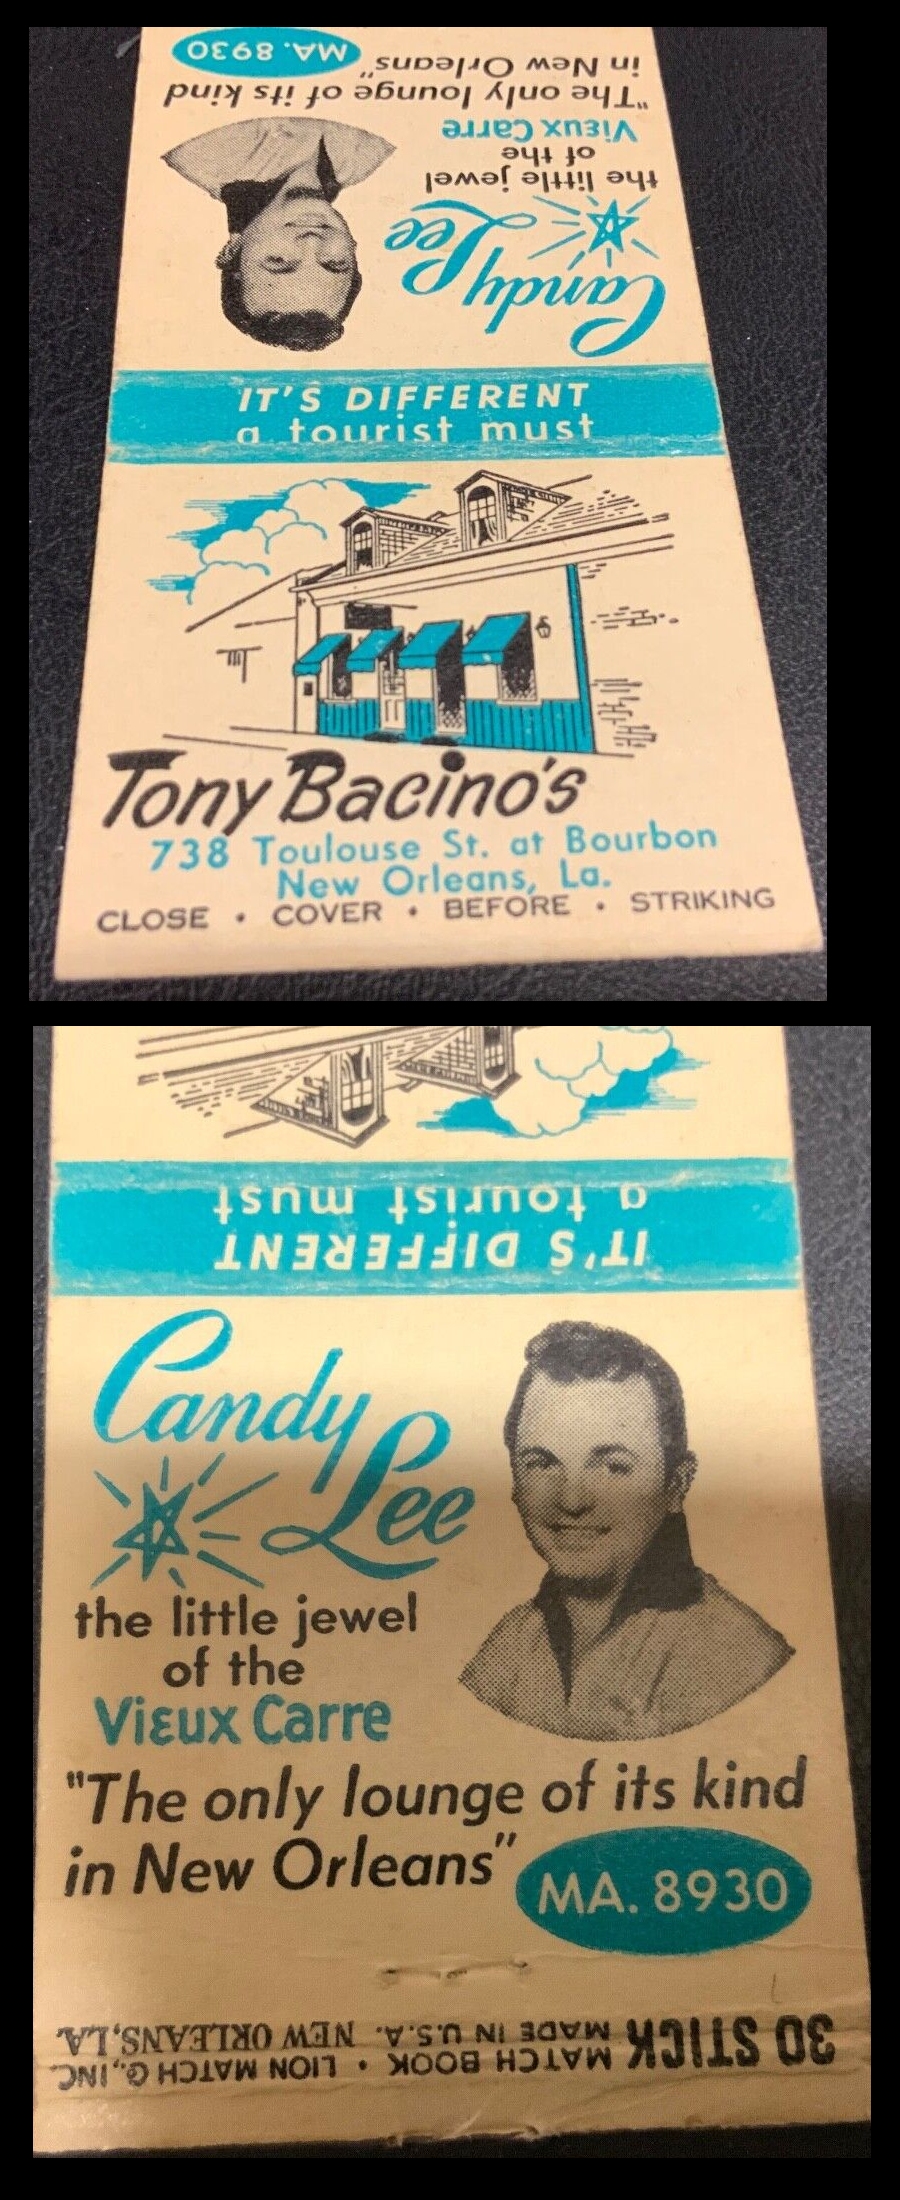 MA. 8930
in New Orleans"
"The only lounge of its kind
Vieux Carre
of the
the little jewel
Candy Lee
IT'S DIFFERENT
a tourist must
Tony Bacino's
738 Toulouse St. at Bourbon
New Orleans, La.
CLOSE • COVER • BEFORE • STRIKING
a tourist must
IT'S DIFFERENT
Candy
Lee
the little jewel
of the
Vieux Carre
"The only lounge of its kind
in New Orleans"
MA. 8930
30 STICK MATCH BOOK • LION MATCH CO., INC.
MADE IN U.S.A. NEW ORLEANS, LA.